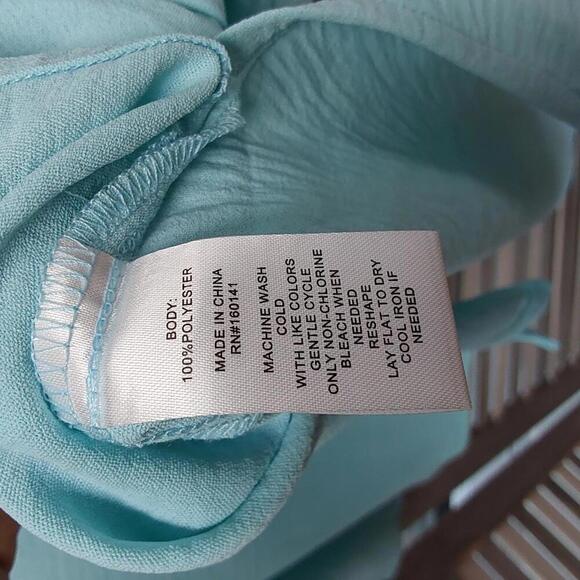 BODY:
100%POLYESTER
MADE IN CHINA
RN#160141
MACHINE WASH
COLD
WITH LIKE COLORS
GENTLE CYCLE
ONLY NON-CHLORINE
BLEACH WHEN
NEEDED
RESHAPE
LAY FLAT TO DRY
COOL IRON IF
NEEDED